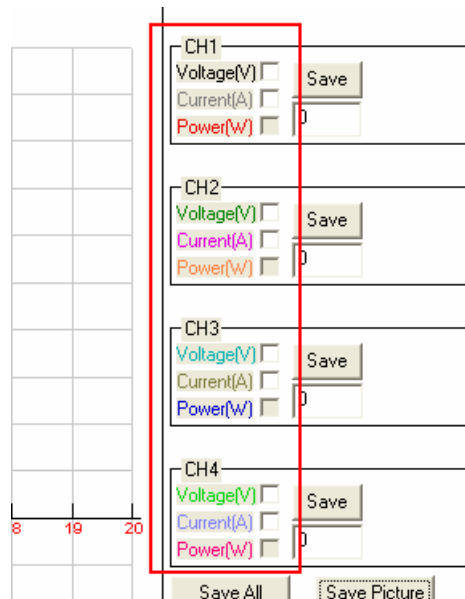 CH1
Voltage(V)
Save
Current(A)
0
Power(W)
CH2
Voltage(V)
Save
Current(A)
0
Power(W)
CH3
Voltage(V)
Save
Current(A)
0
Power(W)
CH4
Voltage(V)
Save
Current(A)
0
Power(W)
8 19 20
Save All Save Picture